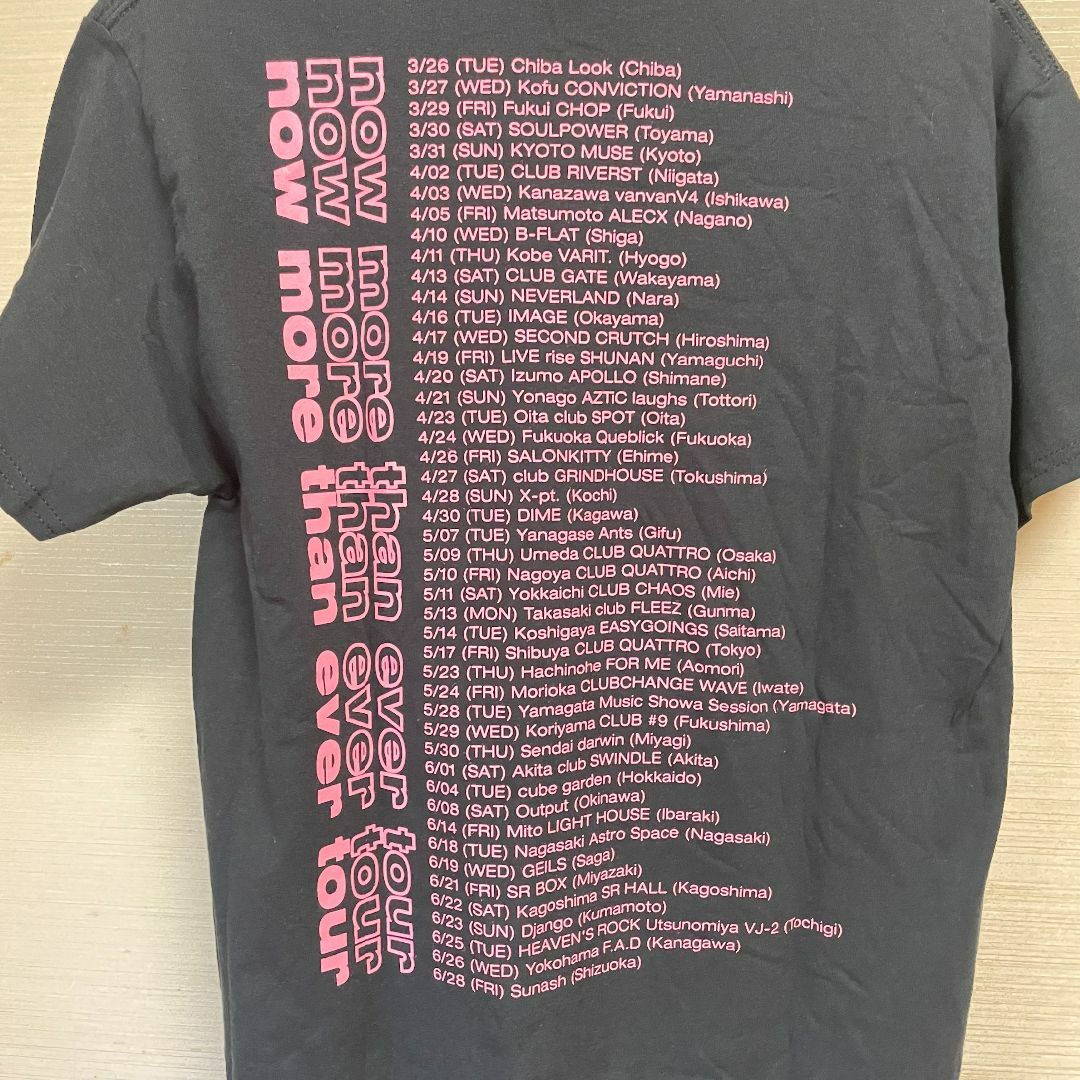 now more than ever tour
now more than ever tour
now more than ever tour
3/26 (TUE) Chiba Look (Chiba)
3/27 (WED) Kofu CONVICTION (Yamanashi)
3/29 (FRI) Fukui CHOP (Fukui)
3/30 (SAT) SOULPOWER (Toyama)
3/31 (SUN) KYOTO MUSE (Kyoto)
4/02 (TUE) CLUB RIVERST (Niigata)
4/03 (WED) Kanazawa vanvanV4 (Ishikawa)
4/05 (FRI) Matsumoto ALECX (Nagano)
4/10 (WED) B-FLAT (Shiga)
4/11 (THU) Kobe VARIT. (Hyogo)
4/13 (SAT) CLUB GATE (Wakayama)
4/14 (SUN) NEVERLAND (Nara)
4/16 (TUE) IMAGE (Okayama)
4/17 (WED) SECOND CRUTCH (Hiroshima)
4/19 (FRI) LIVE rise SHUNAN (Yamaguchi)
4/20 (SAT) Izumo APOLLO (Shimane)
4/21 (SUN) Yonago AZTiC laughs (Tottori)
4/23 (TUE) Oita club SPOT (Oita)
4/24 (WED) Fukuoka Queblick (Fukuoka)
4/26 (FRI) SALONKITTY (Ehime)
4/27 (SAT) club GRINDHOUSE (Tokushima)
4/28 (SUN) X-pt. (Kochi)
4/30 (TUE) DIME (Kagawa)
5/07 (TUE) Yanagase Ants (Gifu)
5/09 (THU) Umeda CLUB QUATTRO (Osaka)
5/10 (FRI) Nagoya CLUB QUATTRO (Aichi)
5/11 (SAT) Yokkaichi CLUB CHAOS (Mie)
5/13 (MON) Takasaki club FLEEZ (Gunma)
5/14 (TUE) Koshigaya EASYGOINGS (Saitama)
5/17 (FRI) Shibuya CLUB QUATTRO (Tokyo)
5/23 (THU) Hachinohe FOR ME (Aomori)
5/24 (FRI) Morioka CLUBCHANGE WAVE (Iwate)
5/28 (TUE) Yamagata Music Showa Session (Yamagata)
5/29 (WED) Koriyama CLUB #9 (Fukushima)
5/30 (THU) Sendai darwin (Miyagi)
6/01 (SAT) Akita club SWINDLE (Akita)
6/04 (TUE) cube garden (Hokkaido)
6/08 (SAT) Output (Okinawa)
6/14 (FRI) Mito LIGHT HOUSE (Ibaraki)
6/18 (TUE) Nagasaki Astro Space (Nagasaki)
6/19 (WED) GEILS (Saga)
6/21 (FRI) SR BOX (Miyazaki)
6/22 (SAT) Kagoshima SR HALL (Kagoshima)
6/23 (SUN) Django (Kumamoto)
6/25 (TUE) HEAVEN'S ROCK Utsunomiya VJ-2 (Tochigi)
6/26 (WED) Yokohama F.A.D (Kanagawa)
6/28 (FRI) Sunash (Shizuoka)